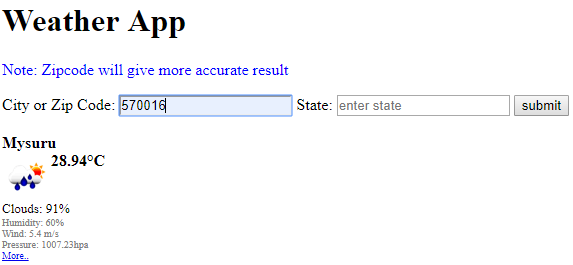 Weather App
Note: Zipcode will give more accurate result
City or Zip Code: 570016 State: enter state submit
Mysuru
28.94°C
Clouds: 91%
Humidity: 60%
Wind: 5.4 m/s
Pressure: 1007.23hpa
More..